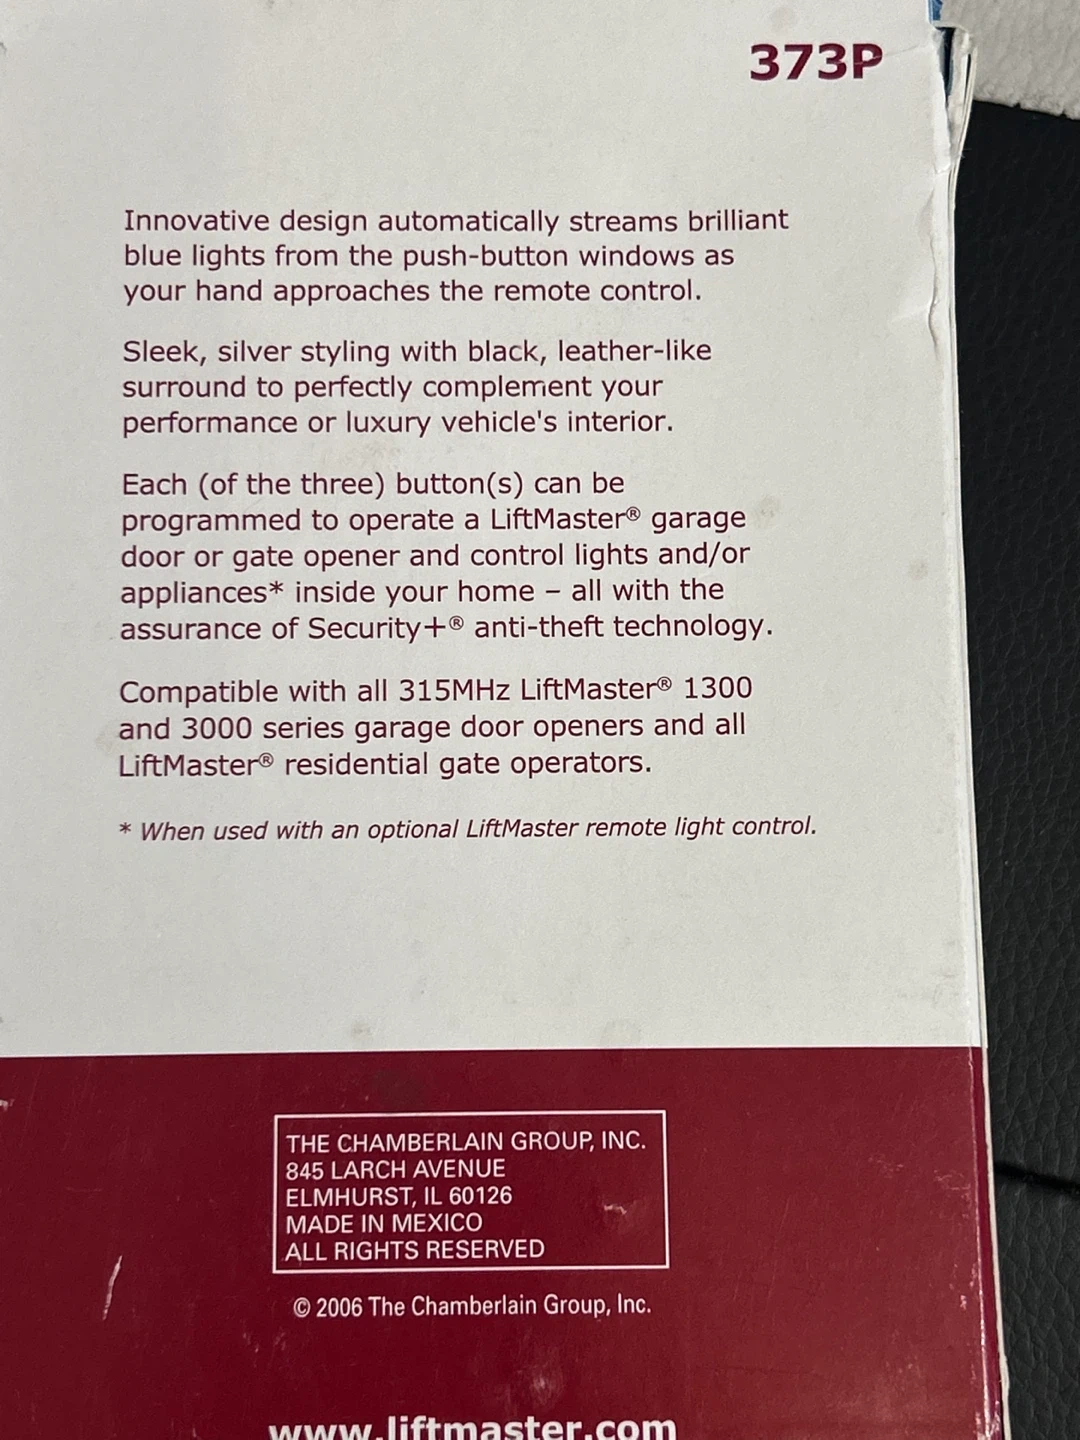 373P
Innovative design automatically streams brilliant
blue lights from the push-button windows as
your hand approaches the remote control.
Sleek, silver styling with black, leather-like
surround to perfectly complement your
performance or luxury vehicle's interior.
Each (of the three) button(s) can be
programmed to operate a LiftMaster® garage
door or gate opener and control lights and/or
appliances* inside your home – all with the
assurance of Security+® anti-theft technology.
Compatible with all 315MHz LiftMaster® 1300
and 3000 series garage door openers and all
LiftMaster® residential gate operators.
* When used with an optional LiftMaster remote light control.
THE CHAMBERLAIN GROUP, INC.
845 LARCH AVENUE
ELMHURST, IL 60126
MADE IN MEXICO
ALL RIGHTS RESERVED
© 2006 The Chamberlain Group, Inc.
www.liftmaster.com